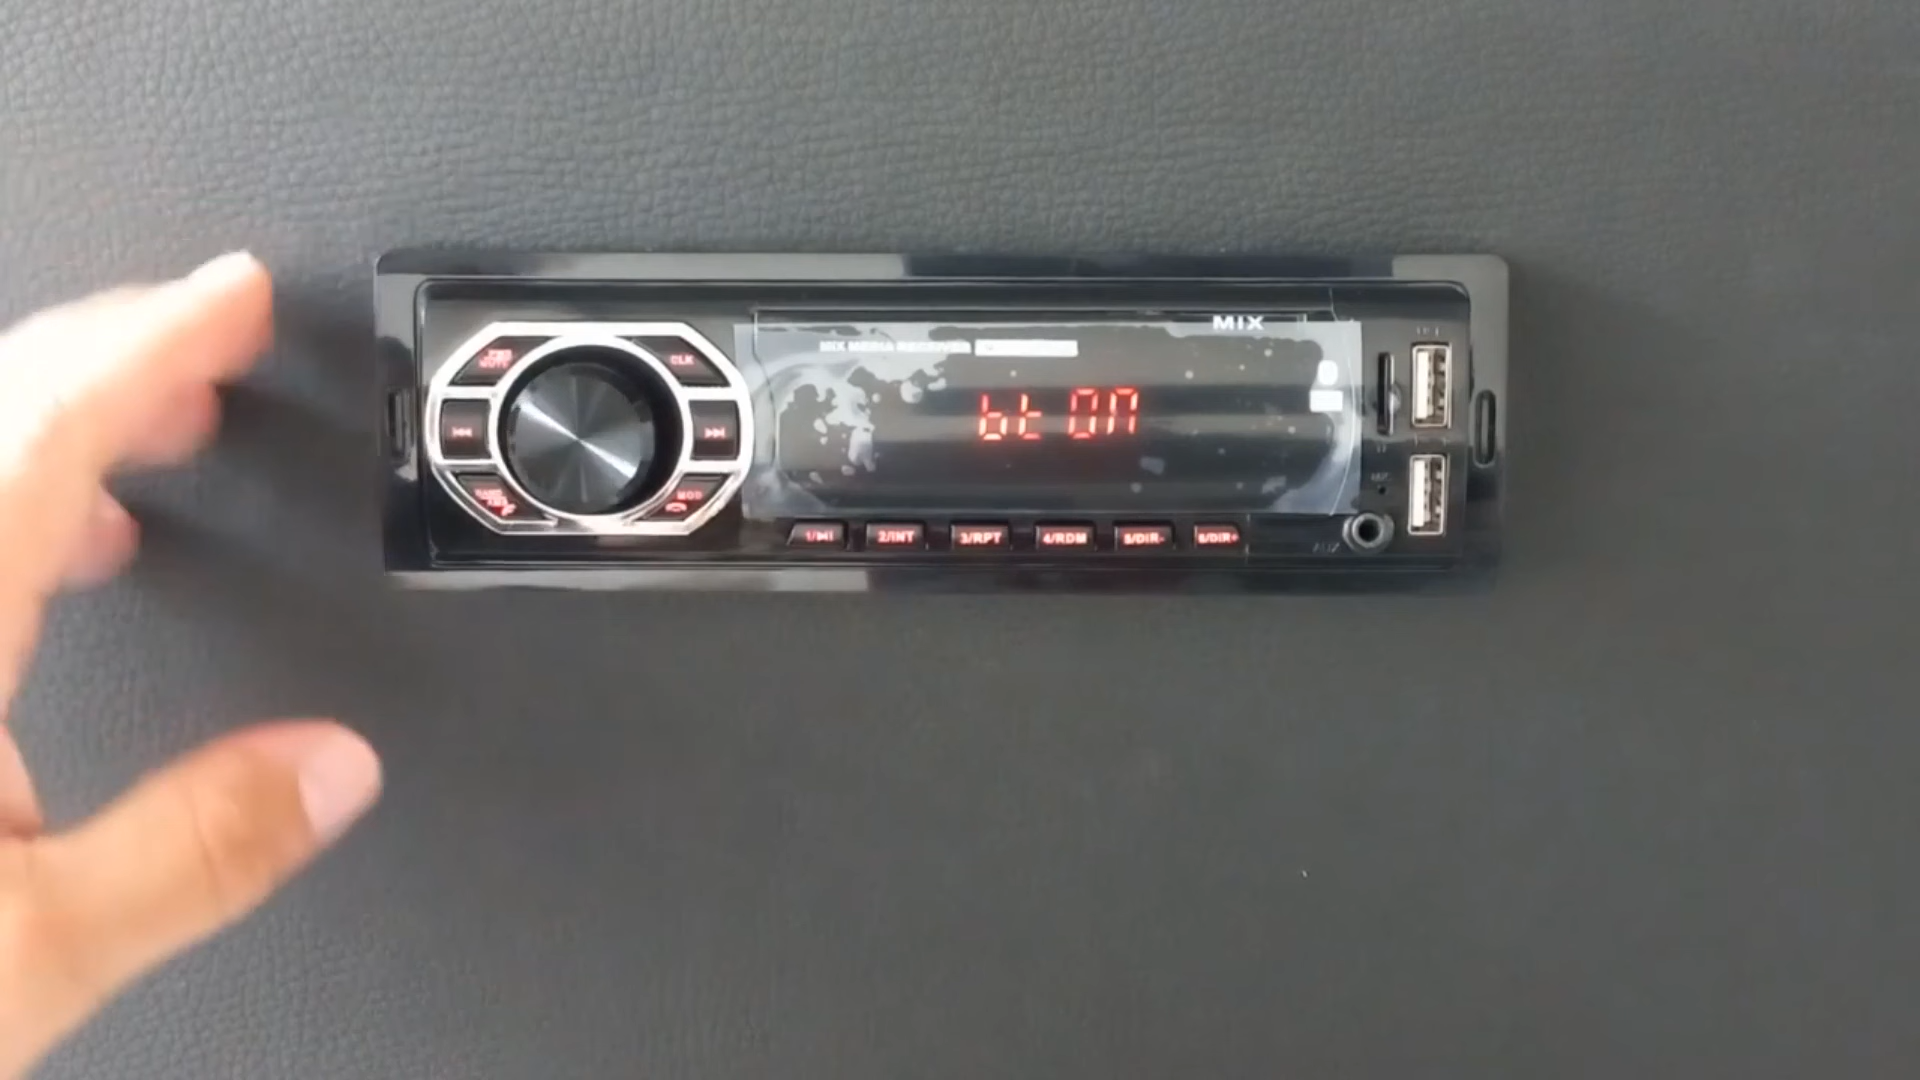 MIX
MIX MEDIA RECEIVER
CLK
bt ON
MOD
1/⏯
2/INT
3/RPT
4/RDM
5/DIR-
6/DIR+
AUX